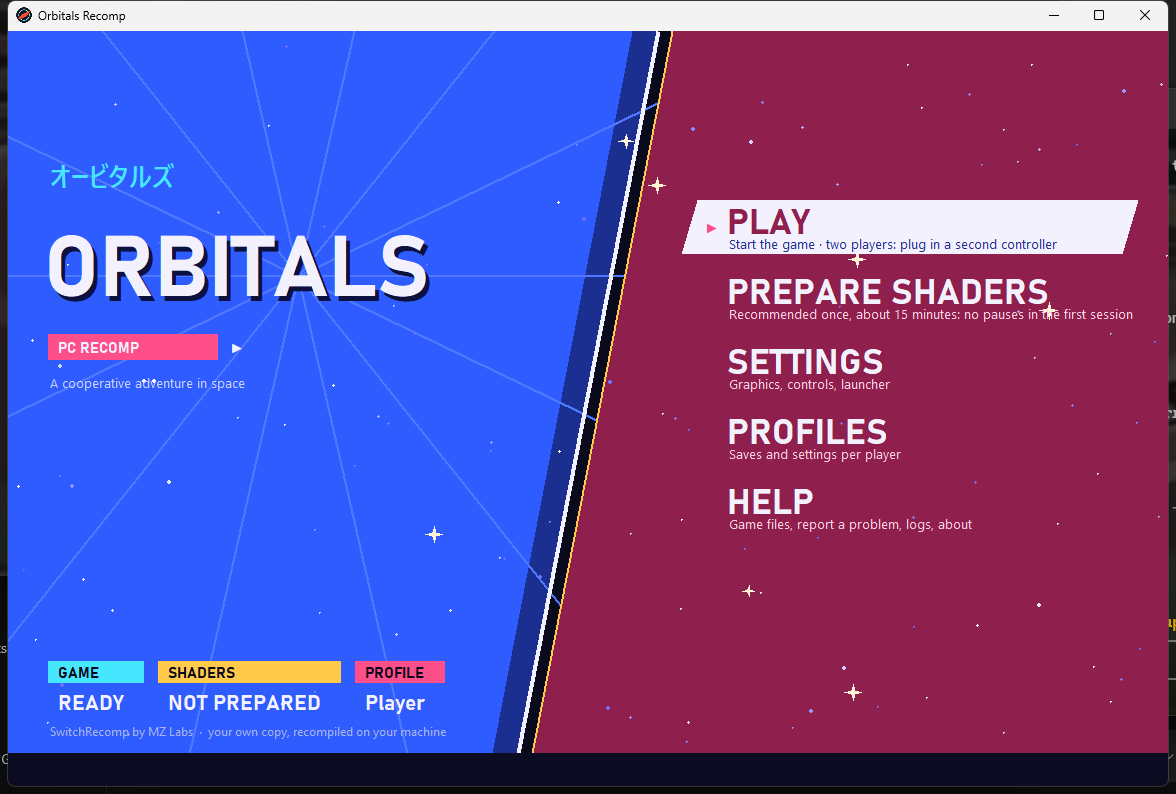 Orbitals Recomp
オービタルズ
ORBITALS
PC RECOMP
A cooperative adventure in space
GAME
READY
SHADERS
NOT PREPARED
PROFILE
Player
SwitchRecomp by MZ Labs · your own copy, recompiled on your machine
PLAY
Start the game · two players: plug in a second controller
PREPARE SHADERS
Recommended once, about 15 minutes: no pauses in the first session
SETTINGS
Graphics, controls, launcher
PROFILES
Saves and settings per player
HELP
Game files, report a problem, logs, about